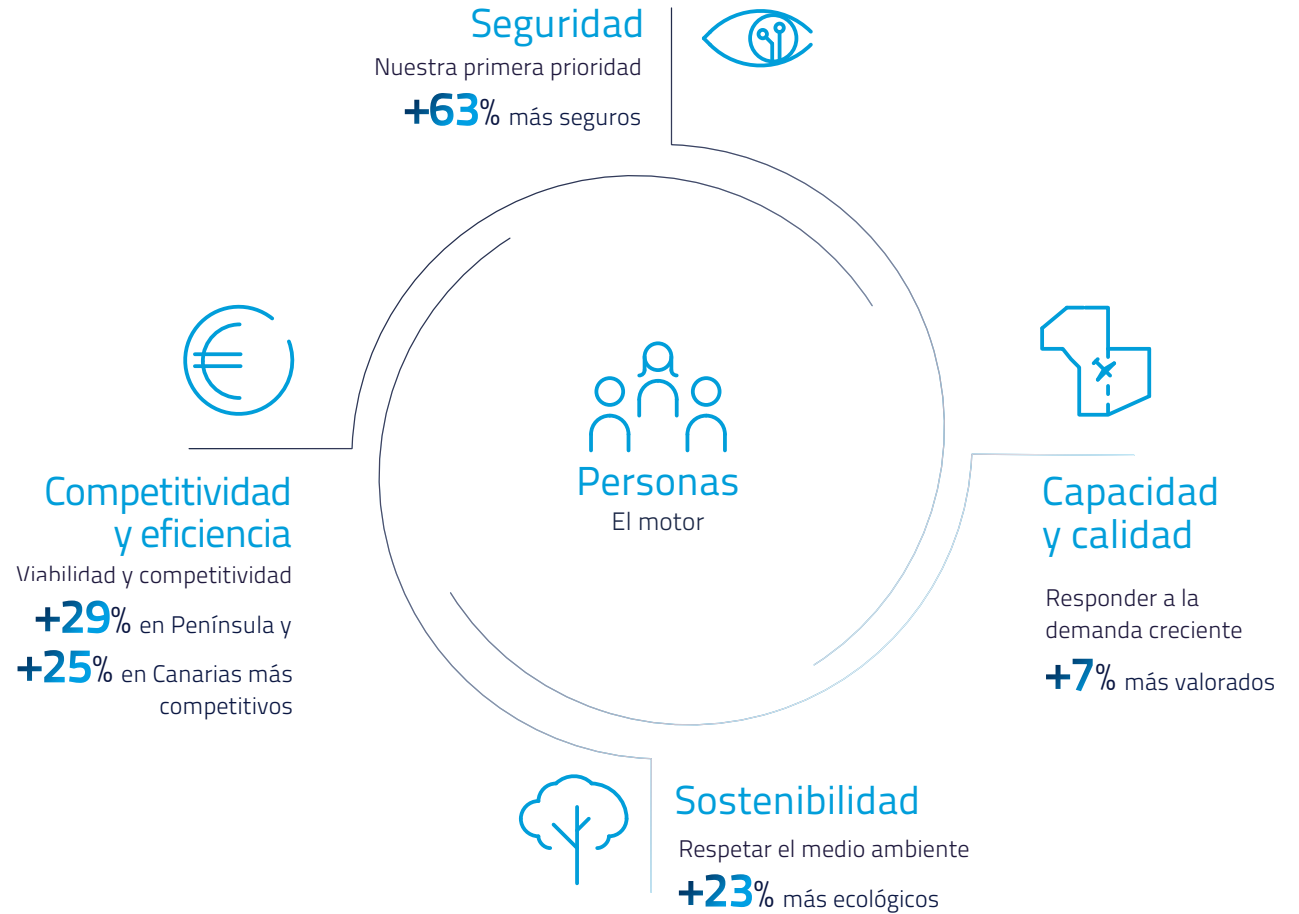 Seguridad
Nuestra primera prioridad
+63% más seguros
Competitividad
y eficiencia
Viabilidad y competitividad
+29% en Península y
+25% en Canarias más
competitivos
Personas
El motor
Capacidad
y calidad
Responder a la
demanda creciente
+7% más valorados
Sostenibilidad
Respetar el medio ambiente
+23% más ecológicos